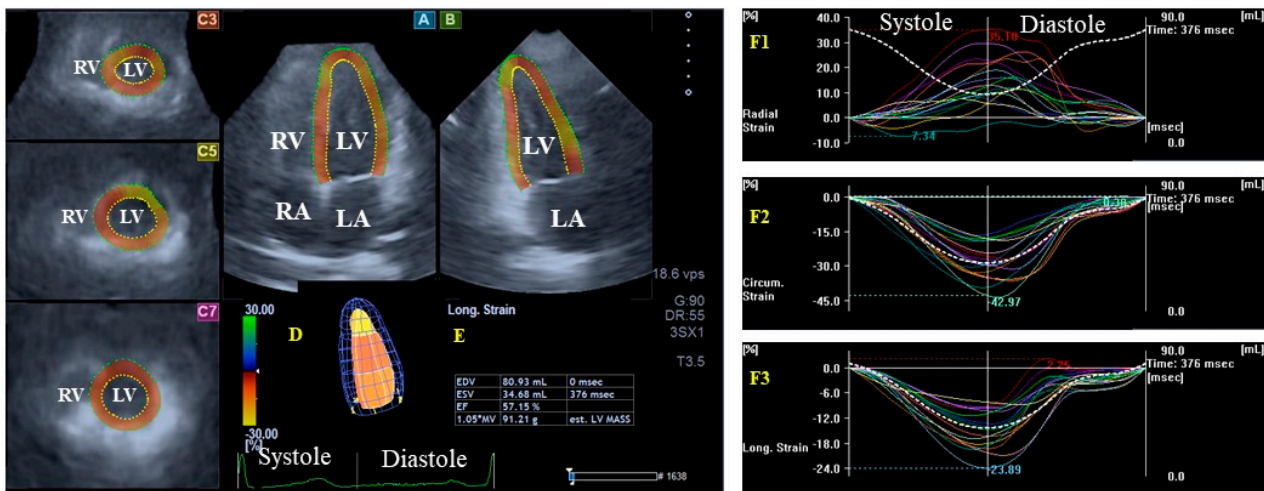 C3
RV
LV
C5
RV
LV
C7
RV
LV
A
RV
LV
RA
LA
B
LV
LA
18.6 vps
G:90
DR:55
3SX1
T3.5
30.00
-30.00
[%]
D
Long. Strain
E
EDV 80.93 mL 0 msec
ESV 34.68 mL 376 msec
EF 57.15 %
1.05*MV 91.21 g est. LV MASS
Systole Diastole
# 1638
[%] Systole Diastole 90.0 [mL]
40.0
F1
Time: 376 msec
35.10
30.0
20.0
10.0
Radial
Strain
0.0
[msec]
-10.0
7.34
0.0
[%] 90.0 [mL]
0.0
F2
Time: 376 msec
0.38
[msec]
-15.0
-30.0
Circum.
Strain
-45.0
42.97
0.0
[%] 90.0 [mL]
F3
0.0
2.25
Time: 376 msec
[msec]
-6.0
-12.0
-18.0
Long. Strain
-24.0
23.89
0.0